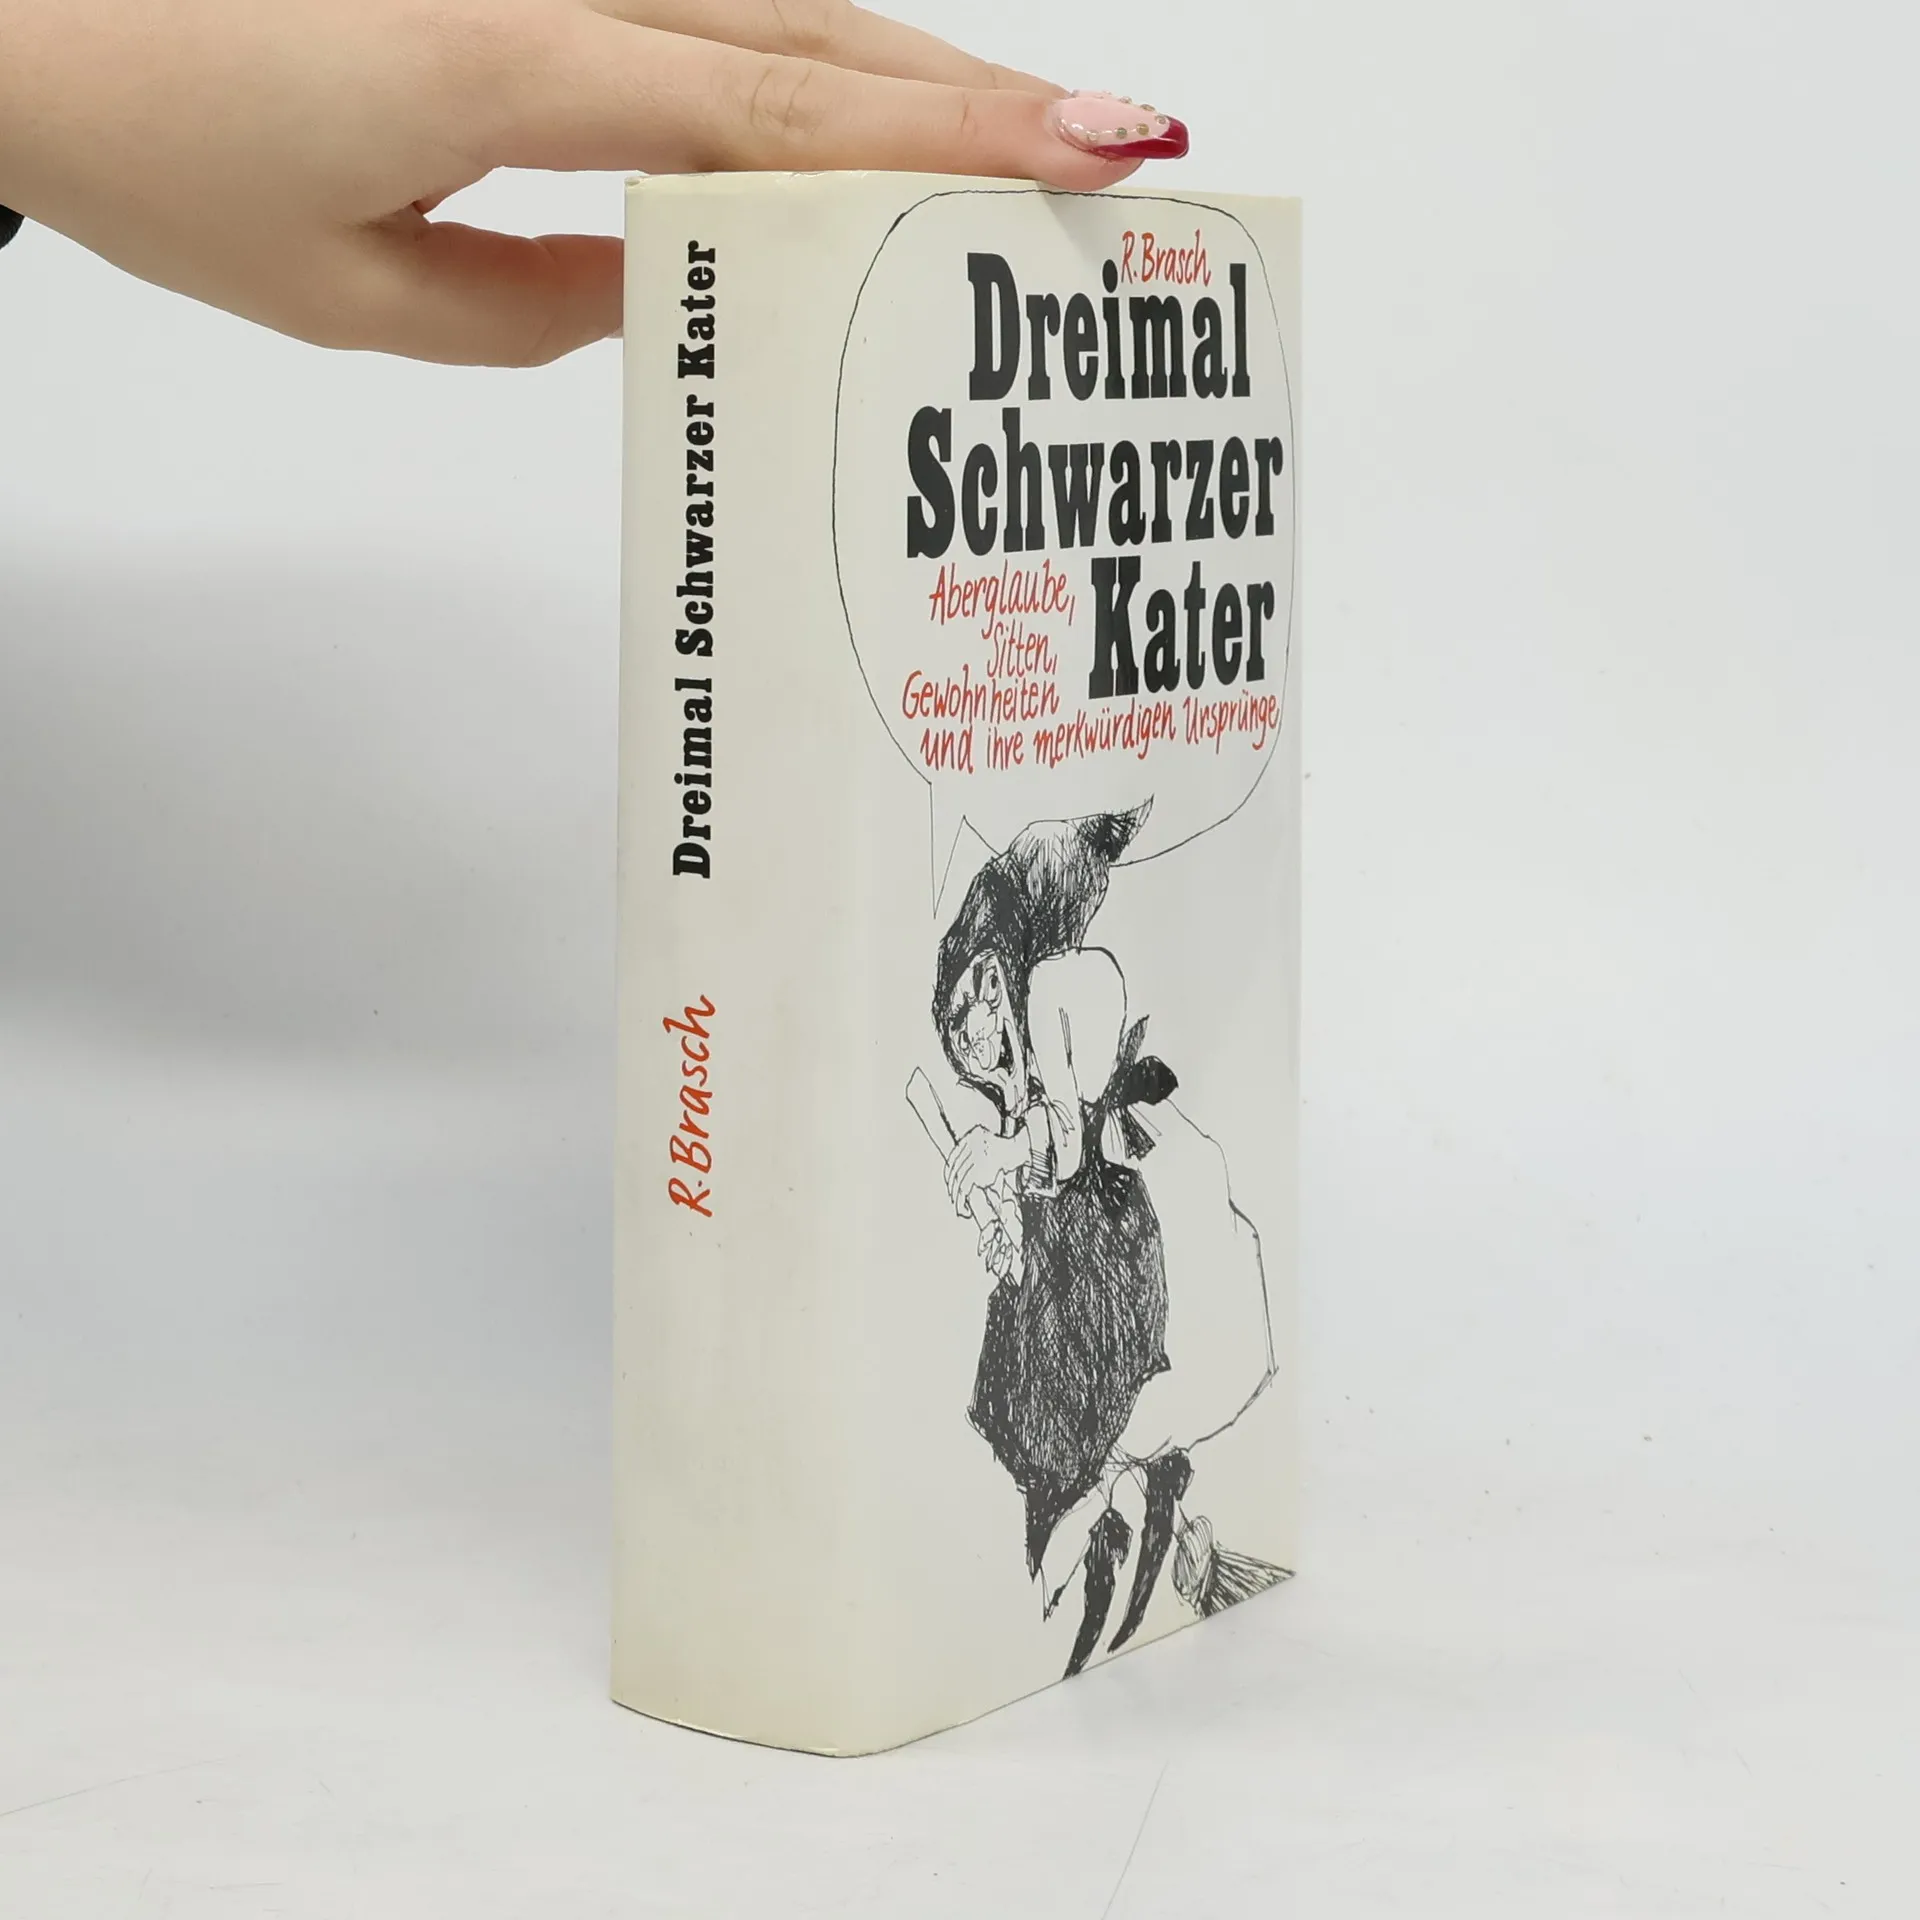 Dreimal Schwarzer Kater
R. Brasch
R. Brasch
Dreimal
Schwarzer
Kater
Aberglaube,
Sitten,
Gewohnheiten
und ihre merkwürdigen Ursprünge